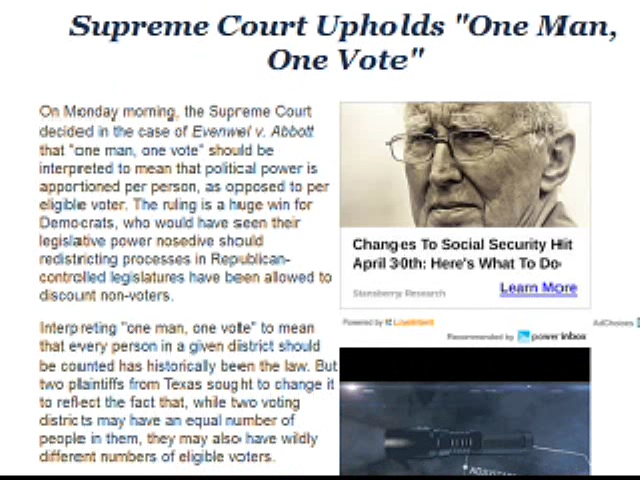 Supreme Court Upholds "One Man,
One Vote"
On Monday morning, the Supreme Court
decided in the case of Evenwel v. Abbott
that "one man, one vote" should be
interpreted to mean that political power is
apportioned per person, as opposed to per
eligible voter. The ruling is a huge win for
Democrats, who would have seen their
legislative power nosedive should
redistricting processes in Republican-
controlled legislatures have been allowed to
discount non-voters.
Interpreting "one man, one vote" to mean
that every person in a given district should
be counted has historically been the law. But
two plaintiffs from Texas sought to change it
to reflect the fact that, while two voting
districts may have an equal number of
people in them, they may also have wildly
different numbers of eligible voters.
Changes To Social Security Hit
April 30th: Here's What To Do
Stansberry Research
Learn More
Powered by LiveIntent
AdChoices
Recommended by powerinbox